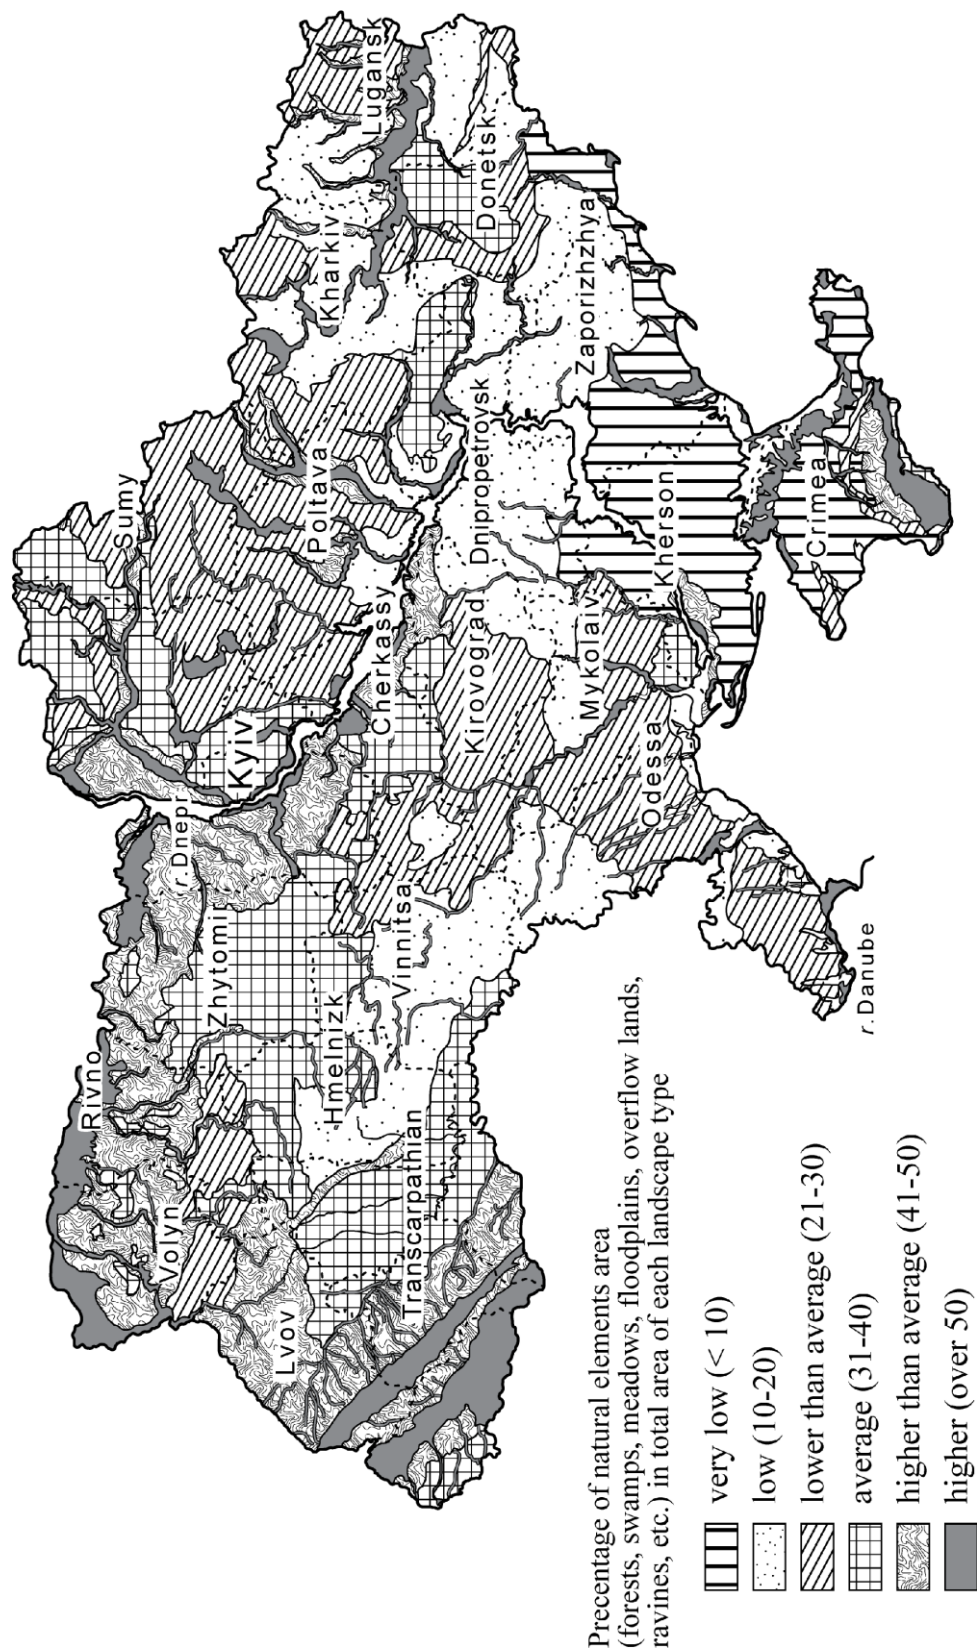 Sumy
Lugansk
Kharkiv
Poltava
Kyiv
r. Dnepr
Rivno
Volyn
Zhytomir
Cherkassy
Donetsk
Dnipropetrovsk
Zaporizhzhya
Lvov
Hmelnizk
Vinnitsa
Kirovograd
Transcarpathian
Mykolaiv
Kherson
Odessa
Crimea
r. Danube
Precentage of natural elements area
(forests, swamps, meadows, floodplains, overflow lands,
ravines, etc.) in total area of each landscape type
very low (< 10)
low (10-20)
lower than average (21-30)
average (31-40)
higher than average (41-50)
higher (over 50)